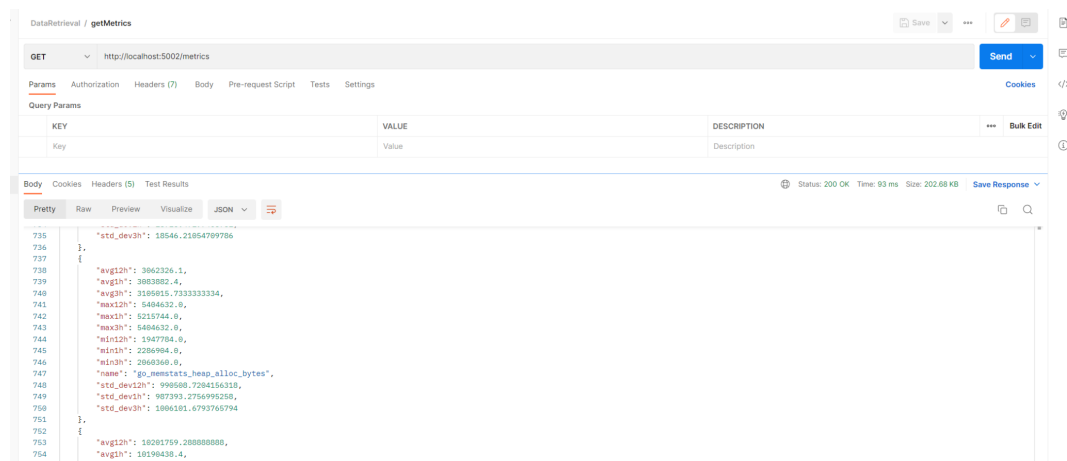 DataRetrieval / getMetrics
Save
GET http://localhost:5002/metrics
Send
Params Authorization Headers (7) Body Pre-request Script Tests Settings
Cookies
Query Params
KEY VALUE DESCRIPTION
Bulk Edit
Key Value Description
Body Cookies Headers (5) Test Results
Status: 200 OK Time: 93 ms Size: 202.68 KB Save Response
Pretty Raw Preview Visualize JSON
735 "std_dev3h": 18546.21054709786
736 },
737 {
738 "avg12h": 3062326.1,
739 "avg1h": 3083882.4,
740 "avg3h": 3105015.7333333334,
741 "max12h": 5404632.0,
742 "max1h": 5215744.0,
743 "max3h": 5404632.0,
744 "min12h": 1947784.0,
745 "min1h": 2286904.0,
746 "min3h": 2060360.0,
747 "name": "go_memstats_heap_alloc_bytes",
748 "std_dev12h": 990508.7204156318,
749 "std_dev1h": 987393.2756995258,
750 "std_dev3h": 1006101.6793765794
751 },
752 {
753 "avg12h": 10201759.288888888,
754 "avg1h": 10190438.4,